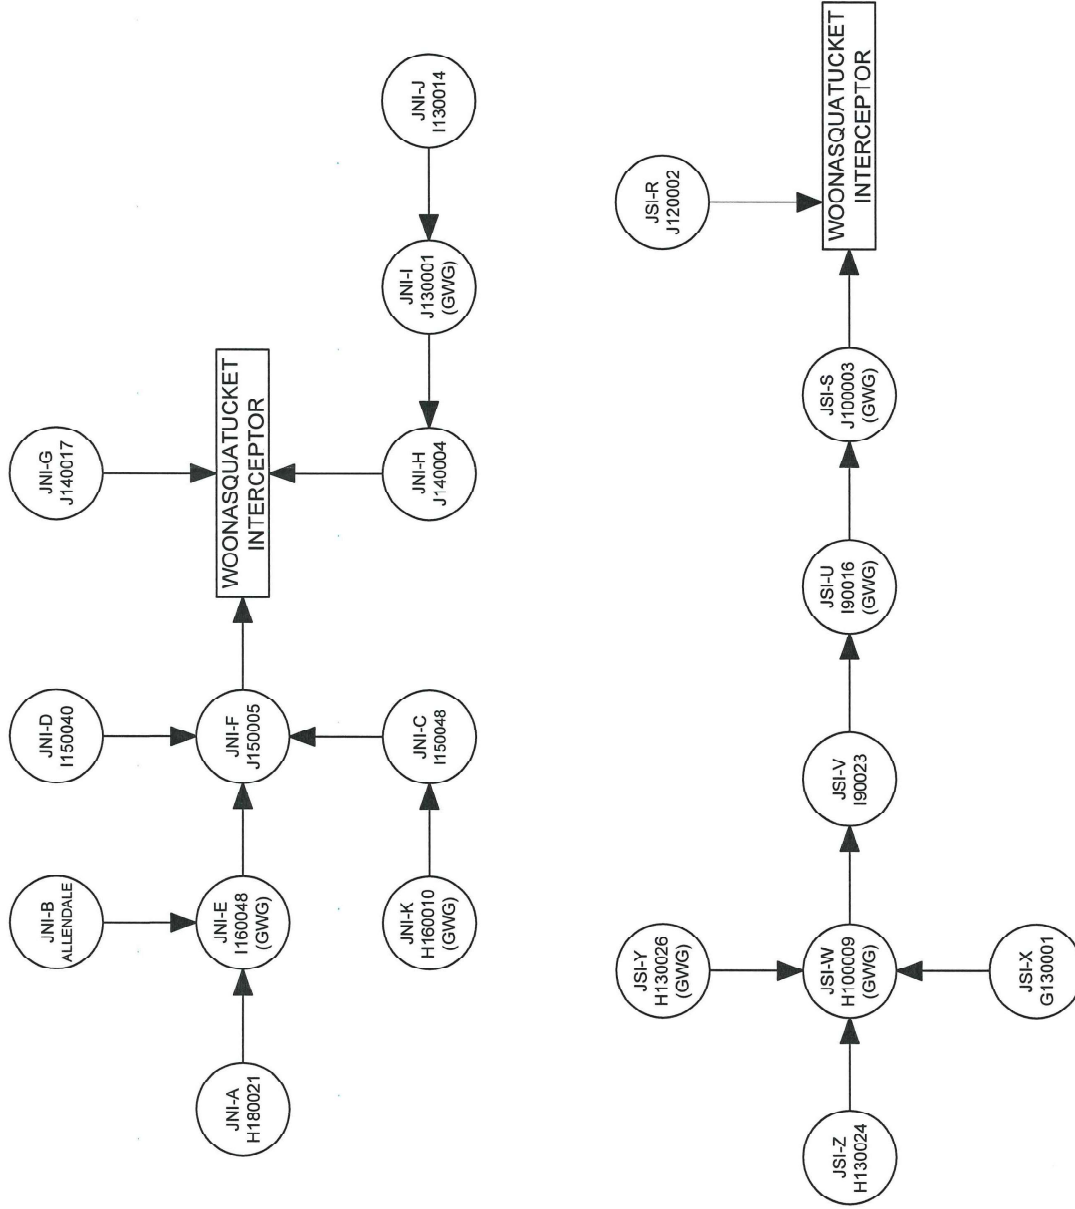 JNI-B
ALLENDALE
JNI-D
I150040
JNI-G
J140017
JNI-A
H180021
JNI-E
I160048
(GWG)
JNI-F
J150005
WOONASQUATUCKET
INTERCEPTOR
JNI-K
H160010
(GWG)
JNI-C
I150048
JNI-H
J140004
JNI-I
J130001
(GWG)
JNI-J
I130014
JSI-Y
H130026
(GWG)
JSI-R
J120002
JSI-Z
H130024
JSI-W
H100009
(GWG)
JSI-V
I90023
JSI-U
I90016
(GWG)
JSI-S
J100003
(GWG)
WOONASQUATUCKET
INTERCEPTOR
JSI-X
G130001